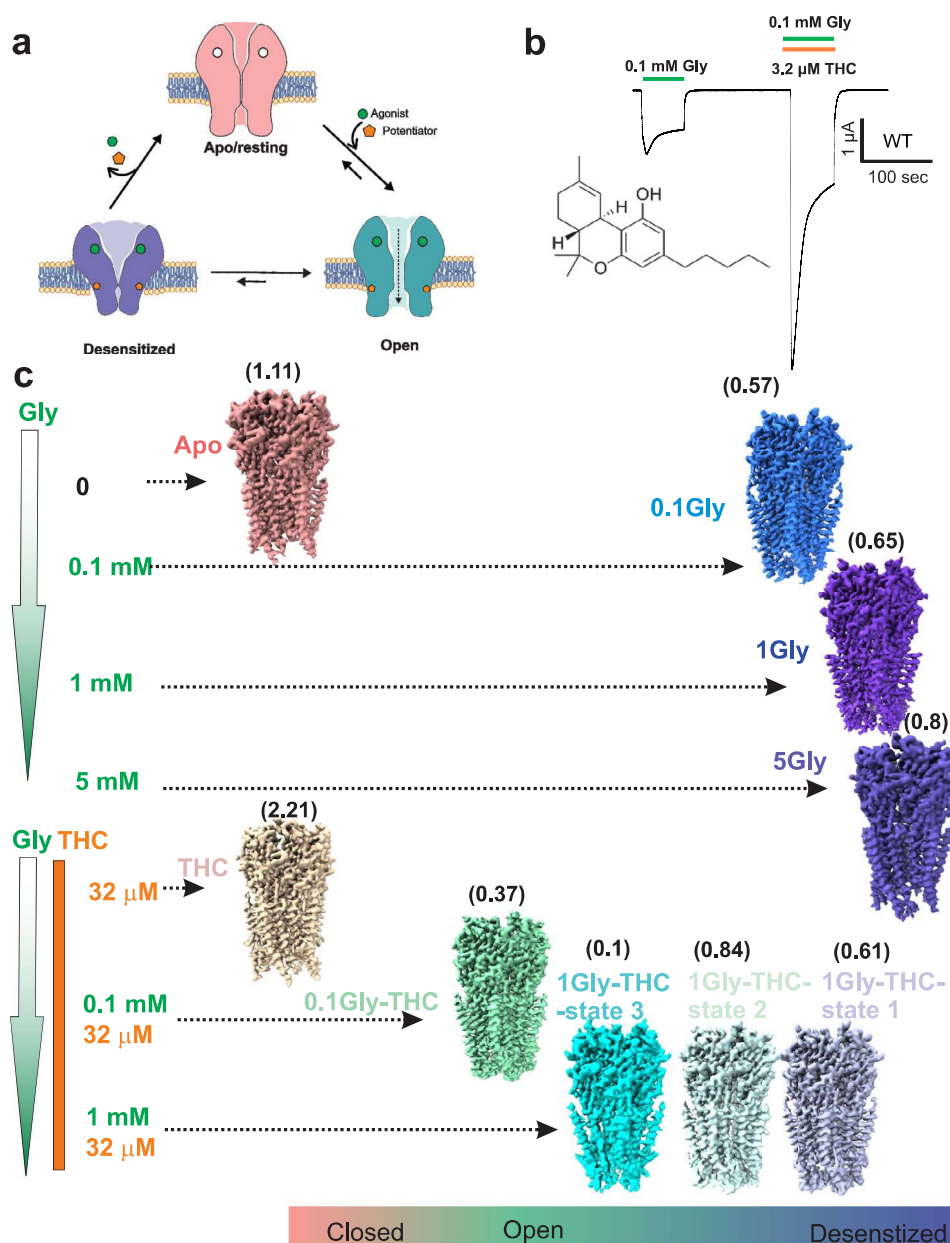 a
Agonist
Potentiator
Apo/resting
Desensitized
Open
b
0.1 mM Gly
0.1 mM Gly
3.2 µM THC
1 µA
WT
100 sec
H
OH
H
O
c
Gly
0
Apo
(1.11)
(0.57)
0.1Gly
0.1 mM
(0.65)
1Gly
1 mM
(0.8)
5Gly
5 mM
Gly THC
(2.21)
THC
32 µM
(0.37)
0.1Gly-THC
0.1 mM
32 µM
(0.1)
1Gly-THC
-state 3
(0.84)
1Gly-THC-
state 2
(0.61)
1Gly-THC-
state 1
1 mM
32 µM
Closed
Open
Desenstized